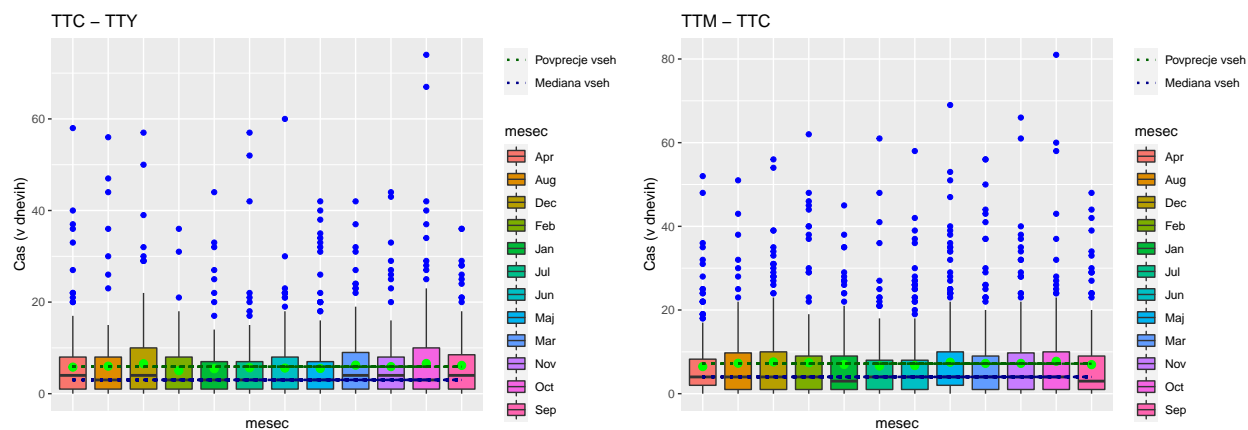 TTC − TTY
Cas (v dnevih)
60
40
20
0
mesec
Povprecje vseh
Mediana vseh
mesec
Apr
Aug
Dec
Feb
Jan
Jul
Jun
Maj
Mar
Nov
Oct
Sep
TTM − TTC
Cas (v dnevih)
80
60
40
20
0
mesec
Povprecje vseh
Mediana vseh
mesec
Apr
Aug
Dec
Feb
Jan
Jul
Jun
Maj
Mar
Nov
Oct
Sep